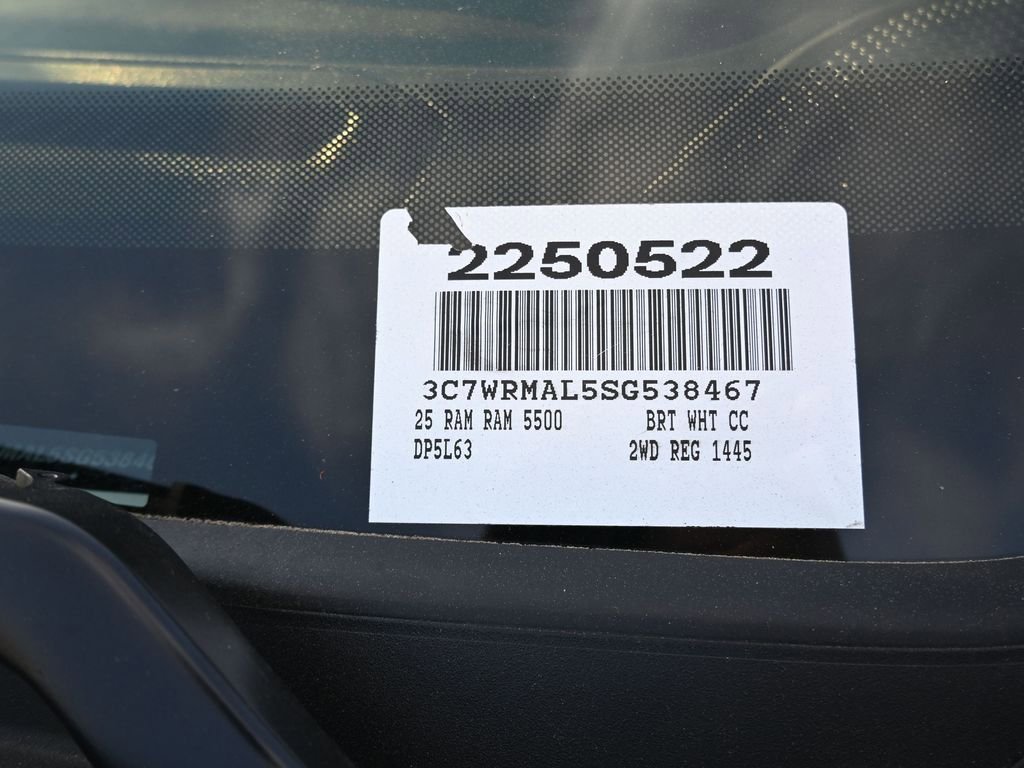 2250522
3C7WRMAL5SG538467
25 RAM RAM 5500 BRT WHT CC
DP5L63 2WD REG 1445